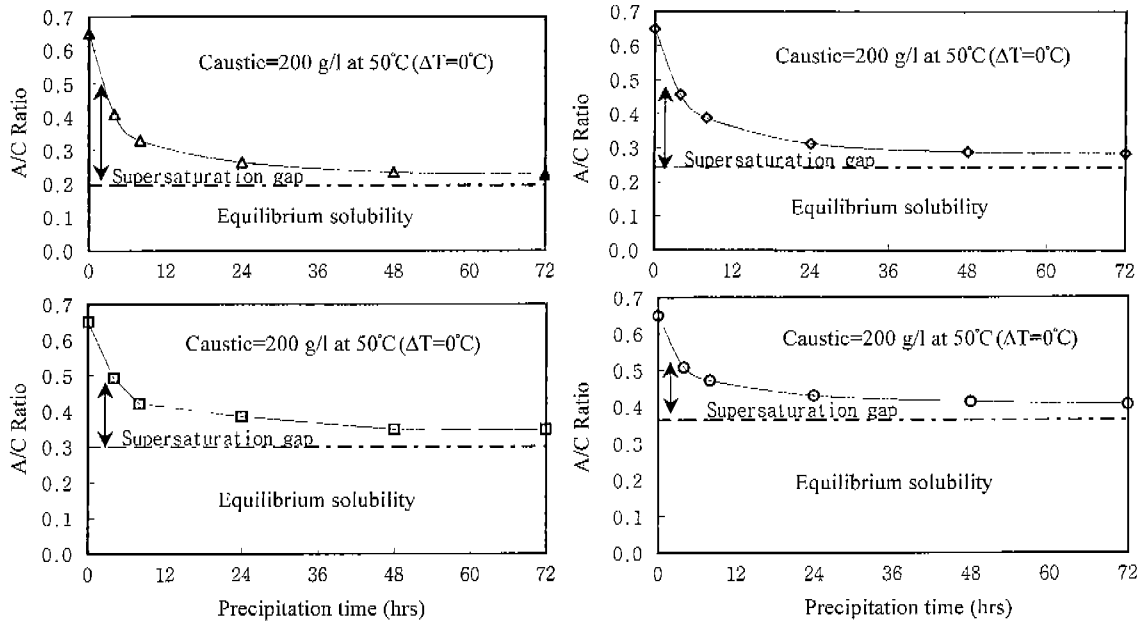 0.7
0.6
0.5
0.4
0.3
0.2
0.1
0.0
A/C Ratio
Caustic=200 g/l at 50°C (ΔT=0°C)
Supersaturation gap
Equilibrium solubility
0 12 24 36 48 60 72
0.7
0.6
0.5
0.4
0.3
0.2
0.1
0.0
A/C Ratio
Caustic=200 g/l at 50°C (ΔT=0°C)
Supersaturation gap
Equilibrium solubility
0 12 24 36 48 60 72
0.7
0.6
0.5
0.4
0.3
0.2
0.1
0.0
A/C Ratio
Caustic=200 g/l at 50°C (ΔT=0°C)
Supersaturation gap
Equilibrium solubility
0 12 24 36 48 60 72
Precipitation time (hrs)
0.7
0.6
0.5
0.4
0.3
0.2
0.1
0.0
A/C Ratio
Caustic=200 g/l at 50°C (ΔT=0°C)
Supersaturation gap
Equilibrium solubility
0 12 24 36 48 60 72
Precipitation time (hrs)